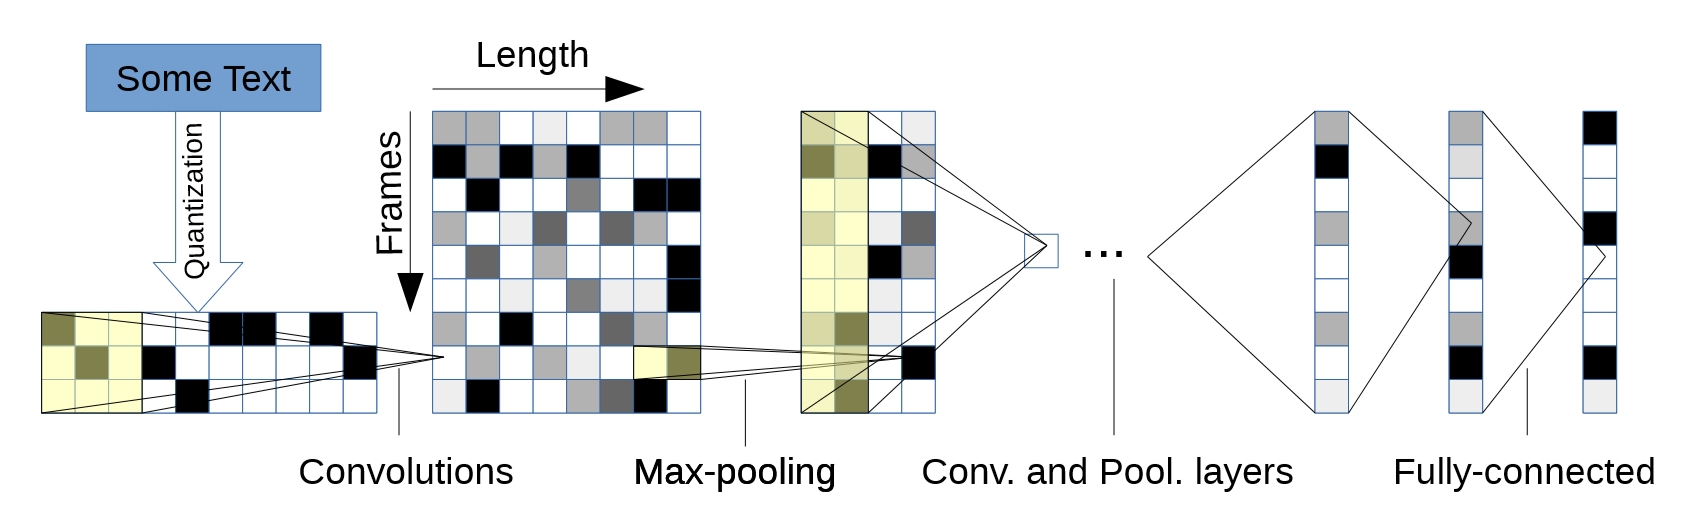 Some Text
Quantization
Length
Frames
...
Convolutions
Max-pooling
Conv. and Pool. layers
Fully-connected